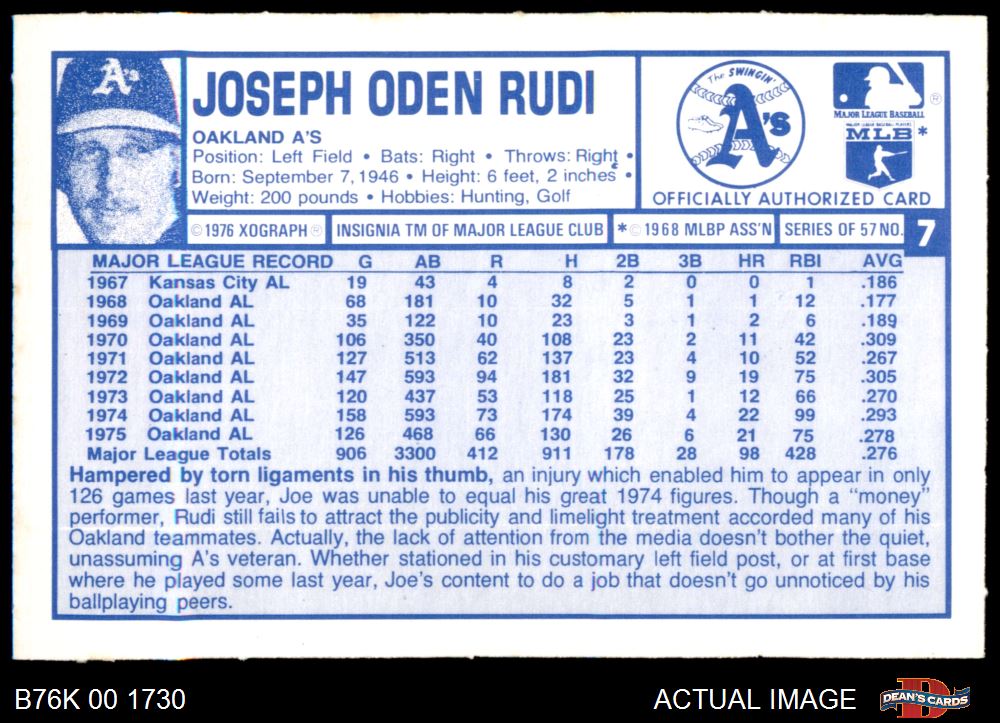 A's
JOSEPH ODEN RUDI
OAKLAND A'S
Position: Left Field • Bats: Right • Throws: Right •
Born: September 7, 1946 • Height: 6 feet, 2 inches •
Weight: 200 pounds • Hobbies: Hunting, Golf
The SWINGIN'
A's
MAJOR LEAGUE BASEBALL ®
MAJOR LEAGUE BASEBALL PLAYERS
MLB *
OFFICIALLY AUTHORIZED CARD
© 1976 XOGRAPH ® INSIGNIA TM OF MAJOR LEAGUE CLUB * © 1968 MLBP ASS'N SERIES OF 57 NO. 7
MAJOR LEAGUE RECORD G AB R H 2B 3B HR RBI AVG
1967 Kansas City AL 19 43 4 8 2 0 0 1 .186
1968 Oakland AL 68 181 10 32 5 1 1 12 .177
1969 Oakland AL 35 122 10 23 3 1 2 6 .189
1970 Oakland AL 106 350 40 108 23 2 11 42 .309
1971 Oakland AL 127 513 62 137 23 4 10 52 .267
1972 Oakland AL 147 593 94 181 32 9 19 75 .305
1973 Oakland AL 120 437 53 118 25 1 12 66 .270
1974 Oakland AL 158 593 73 174 39 4 22 99 .293
1975 Oakland AL 126 468 66 130 26 6 21 75 .278
Major League Totals 906 3300 412 911 178 28 98 428 .276
Hampered by torn ligaments in his thumb, an injury which enabled him to appear in only
126 games last year, Joe was unable to equal his great 1974 figures. Though a "money"
performer, Rudi still fails to attract the publicity and limelight treatment accorded many of his
Oakland teammates. Actually, the lack of attention from the media doesn't bother the quiet,
unassuming A's veteran. Whether stationed in his customary left field post, or at first base
where he played some last year, Joe's content to do a job that doesn't go unnoticed by his
ballplaying peers.
B76K 00 1730
ACTUAL IMAGE
DEAN'S CARDS